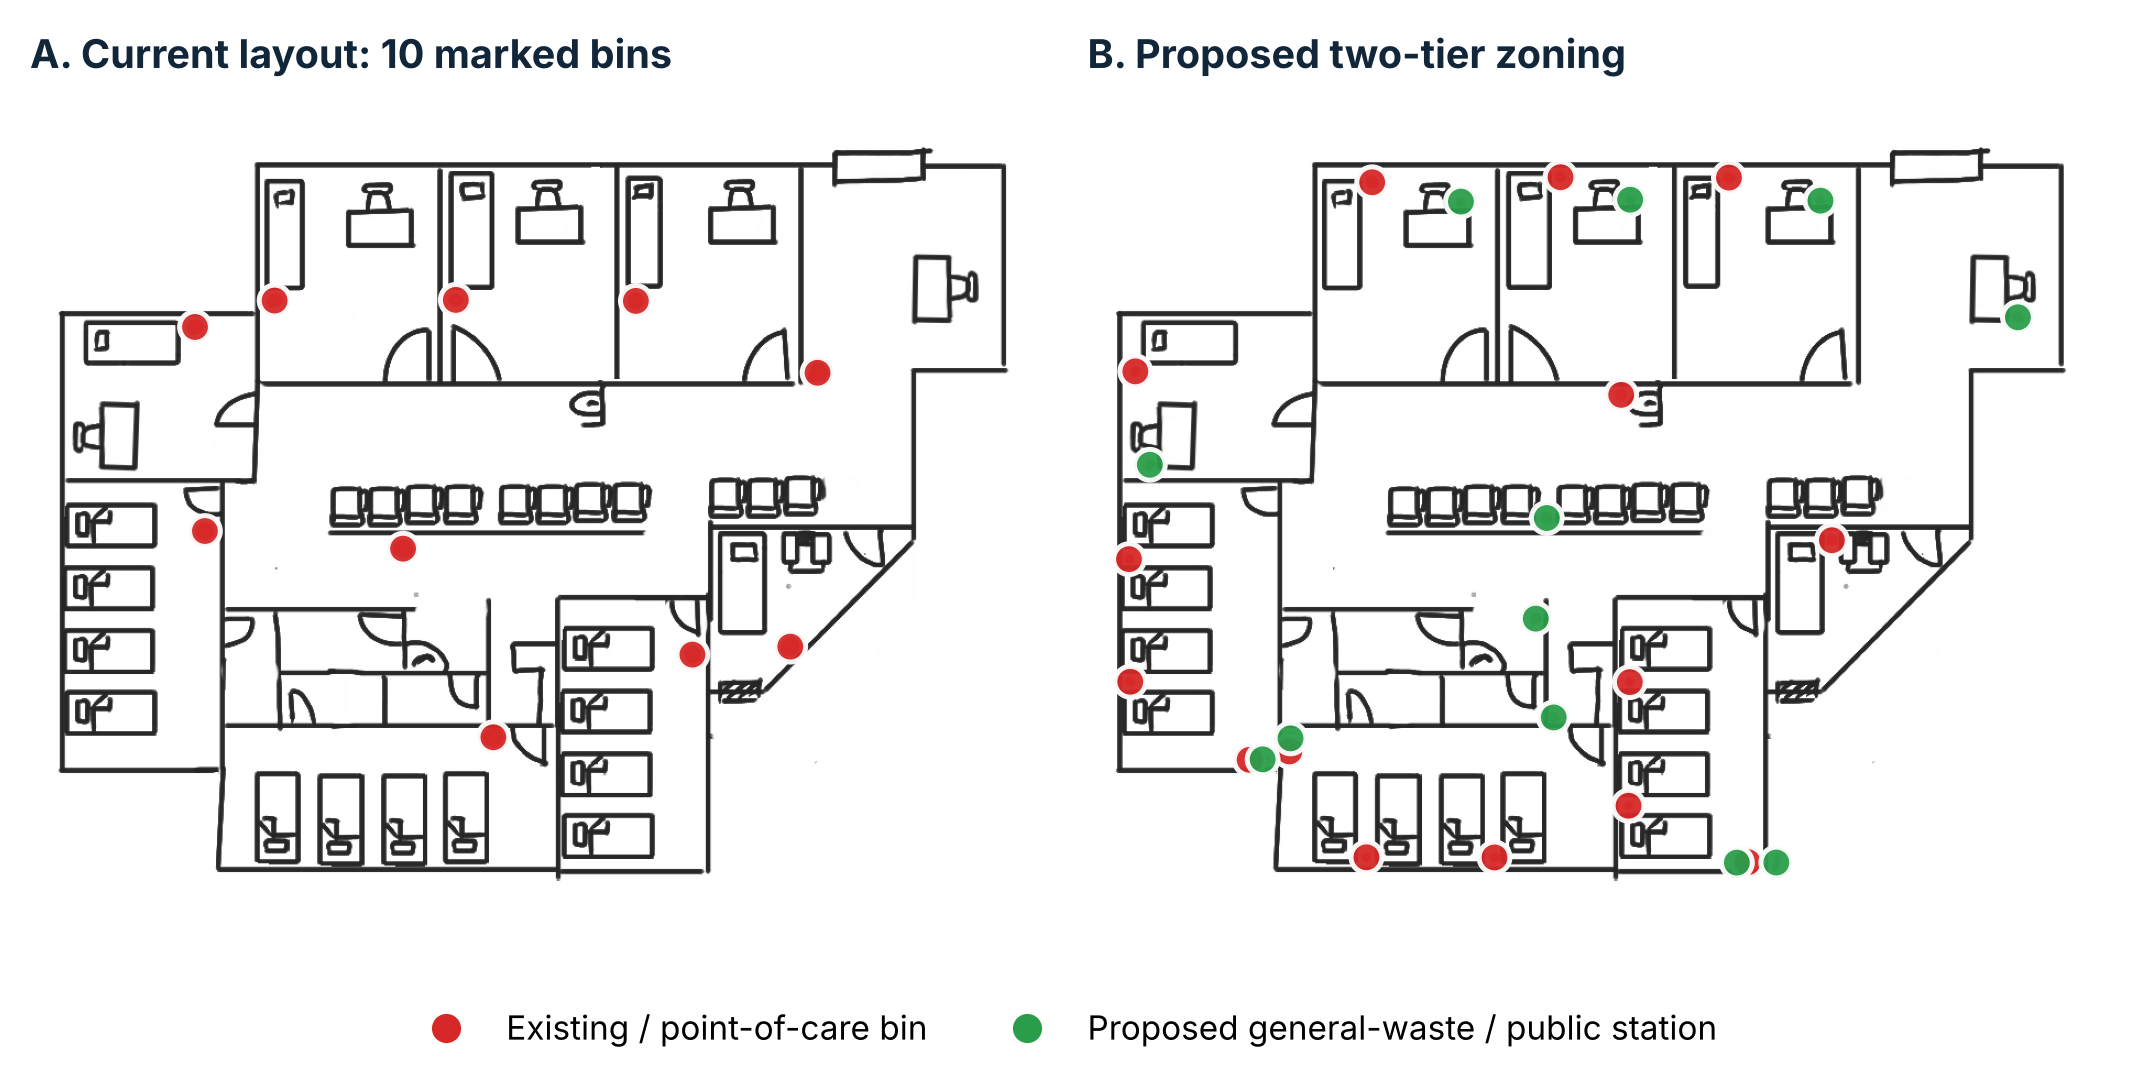 A. Current layout: 10 marked bins
B. Proposed two-tier zoning
Existing / point-of-care bin
Proposed general-waste / public station